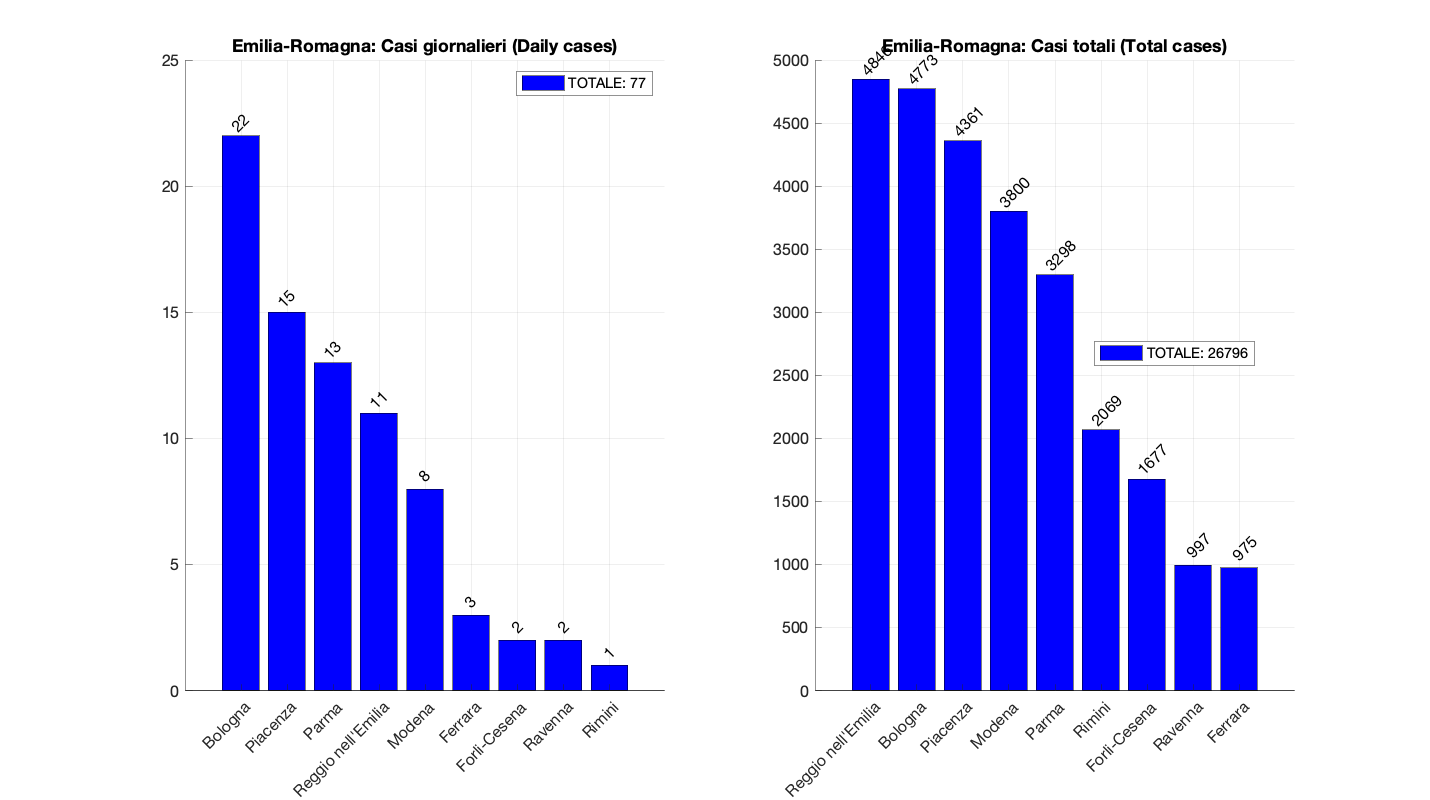 Emilia-Romagna: Casi giornalieri (Daily cases)
TOTALE: 77
25
20
15
10
5
0
22
15
13
11
8
3
2
2
1
Bologna
Piacenza
Parma
Reggio nell'Emilia
Modena
Ferrara
Forlì-Cesena
Ravenna
Rimini
Emilia-Romagna: Casi totali (Total cases)
TOTALE: 26796
5000
4500
4000
3500
3000
2500
2000
1500
1000
500
0
4846
4773
4361
3800
3298
2069
1677
997
975
Reggio nell'Emilia
Bologna
Piacenza
Modena
Parma
Rimini
Forlì-Cesena
Ravenna
Ferrara